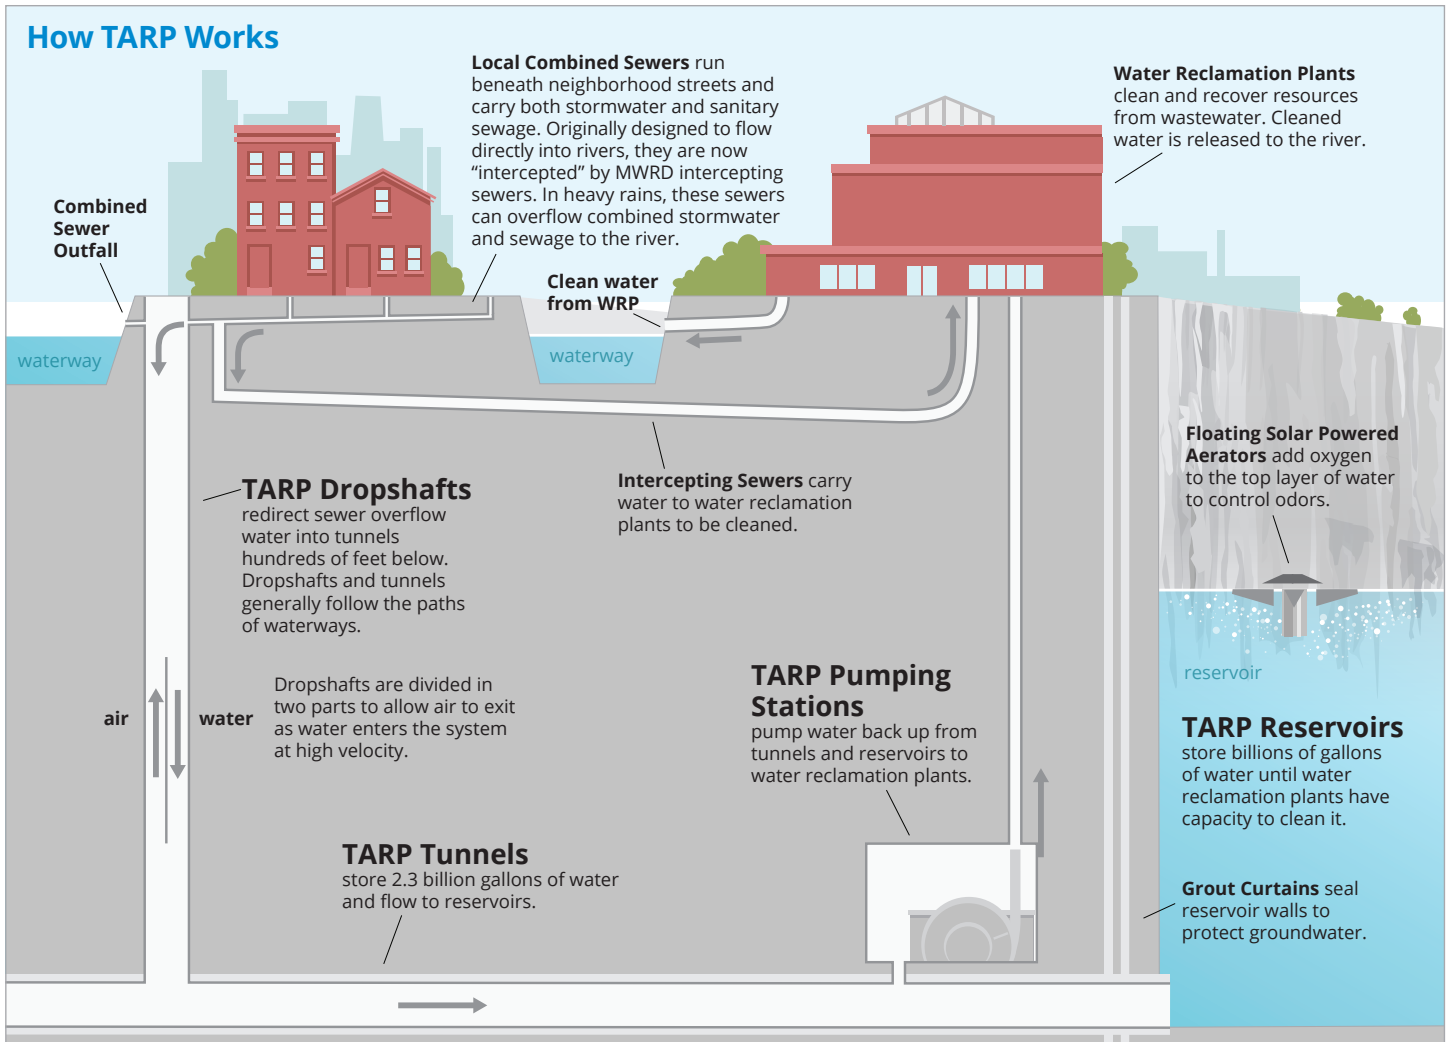 How TARP Works
Local Combined Sewers run
beneath neighborhood streets and
carry both stormwater and sanitary
sewage. Originally designed to flow
directly into rivers, they are now
“intercepted” by MWRD intercepting
sewers. In heavy rains, these sewers
can overflow combined stormwater
and sewage to the river.
Water Reclamation Plants
clean and recover resources
from wastewater. Cleaned
water is released to the river.
Combined
Sewer
Outfall
Clean water
from WRP
waterway
waterway
Floating Solar Powered
Aerators add oxygen
to the top layer of water
to control odors.
TARP Dropshafts
redirect sewer overflow
water into tunnels
hundreds of feet below.
Dropshafts and tunnels
generally follow the paths
of waterways.
Intercepting Sewers carry
water to water reclamation
plants to be cleaned.
air
water
Dropshafts are divided in
two parts to allow air to exit
as water enters the system
at high velocity.
TARP Pumping
Stations
pump water back up from
tunnels and reservoirs to
water reclamation plants.
reservoir
TARP Reservoirs
store billions of gallons
of water until water
reclamation plants have
capacity to clean it.
TARP Tunnels
store 2.3 billion gallons of water
and flow to reservoirs.
Grout Curtains seal
reservoir walls to
protect groundwater.